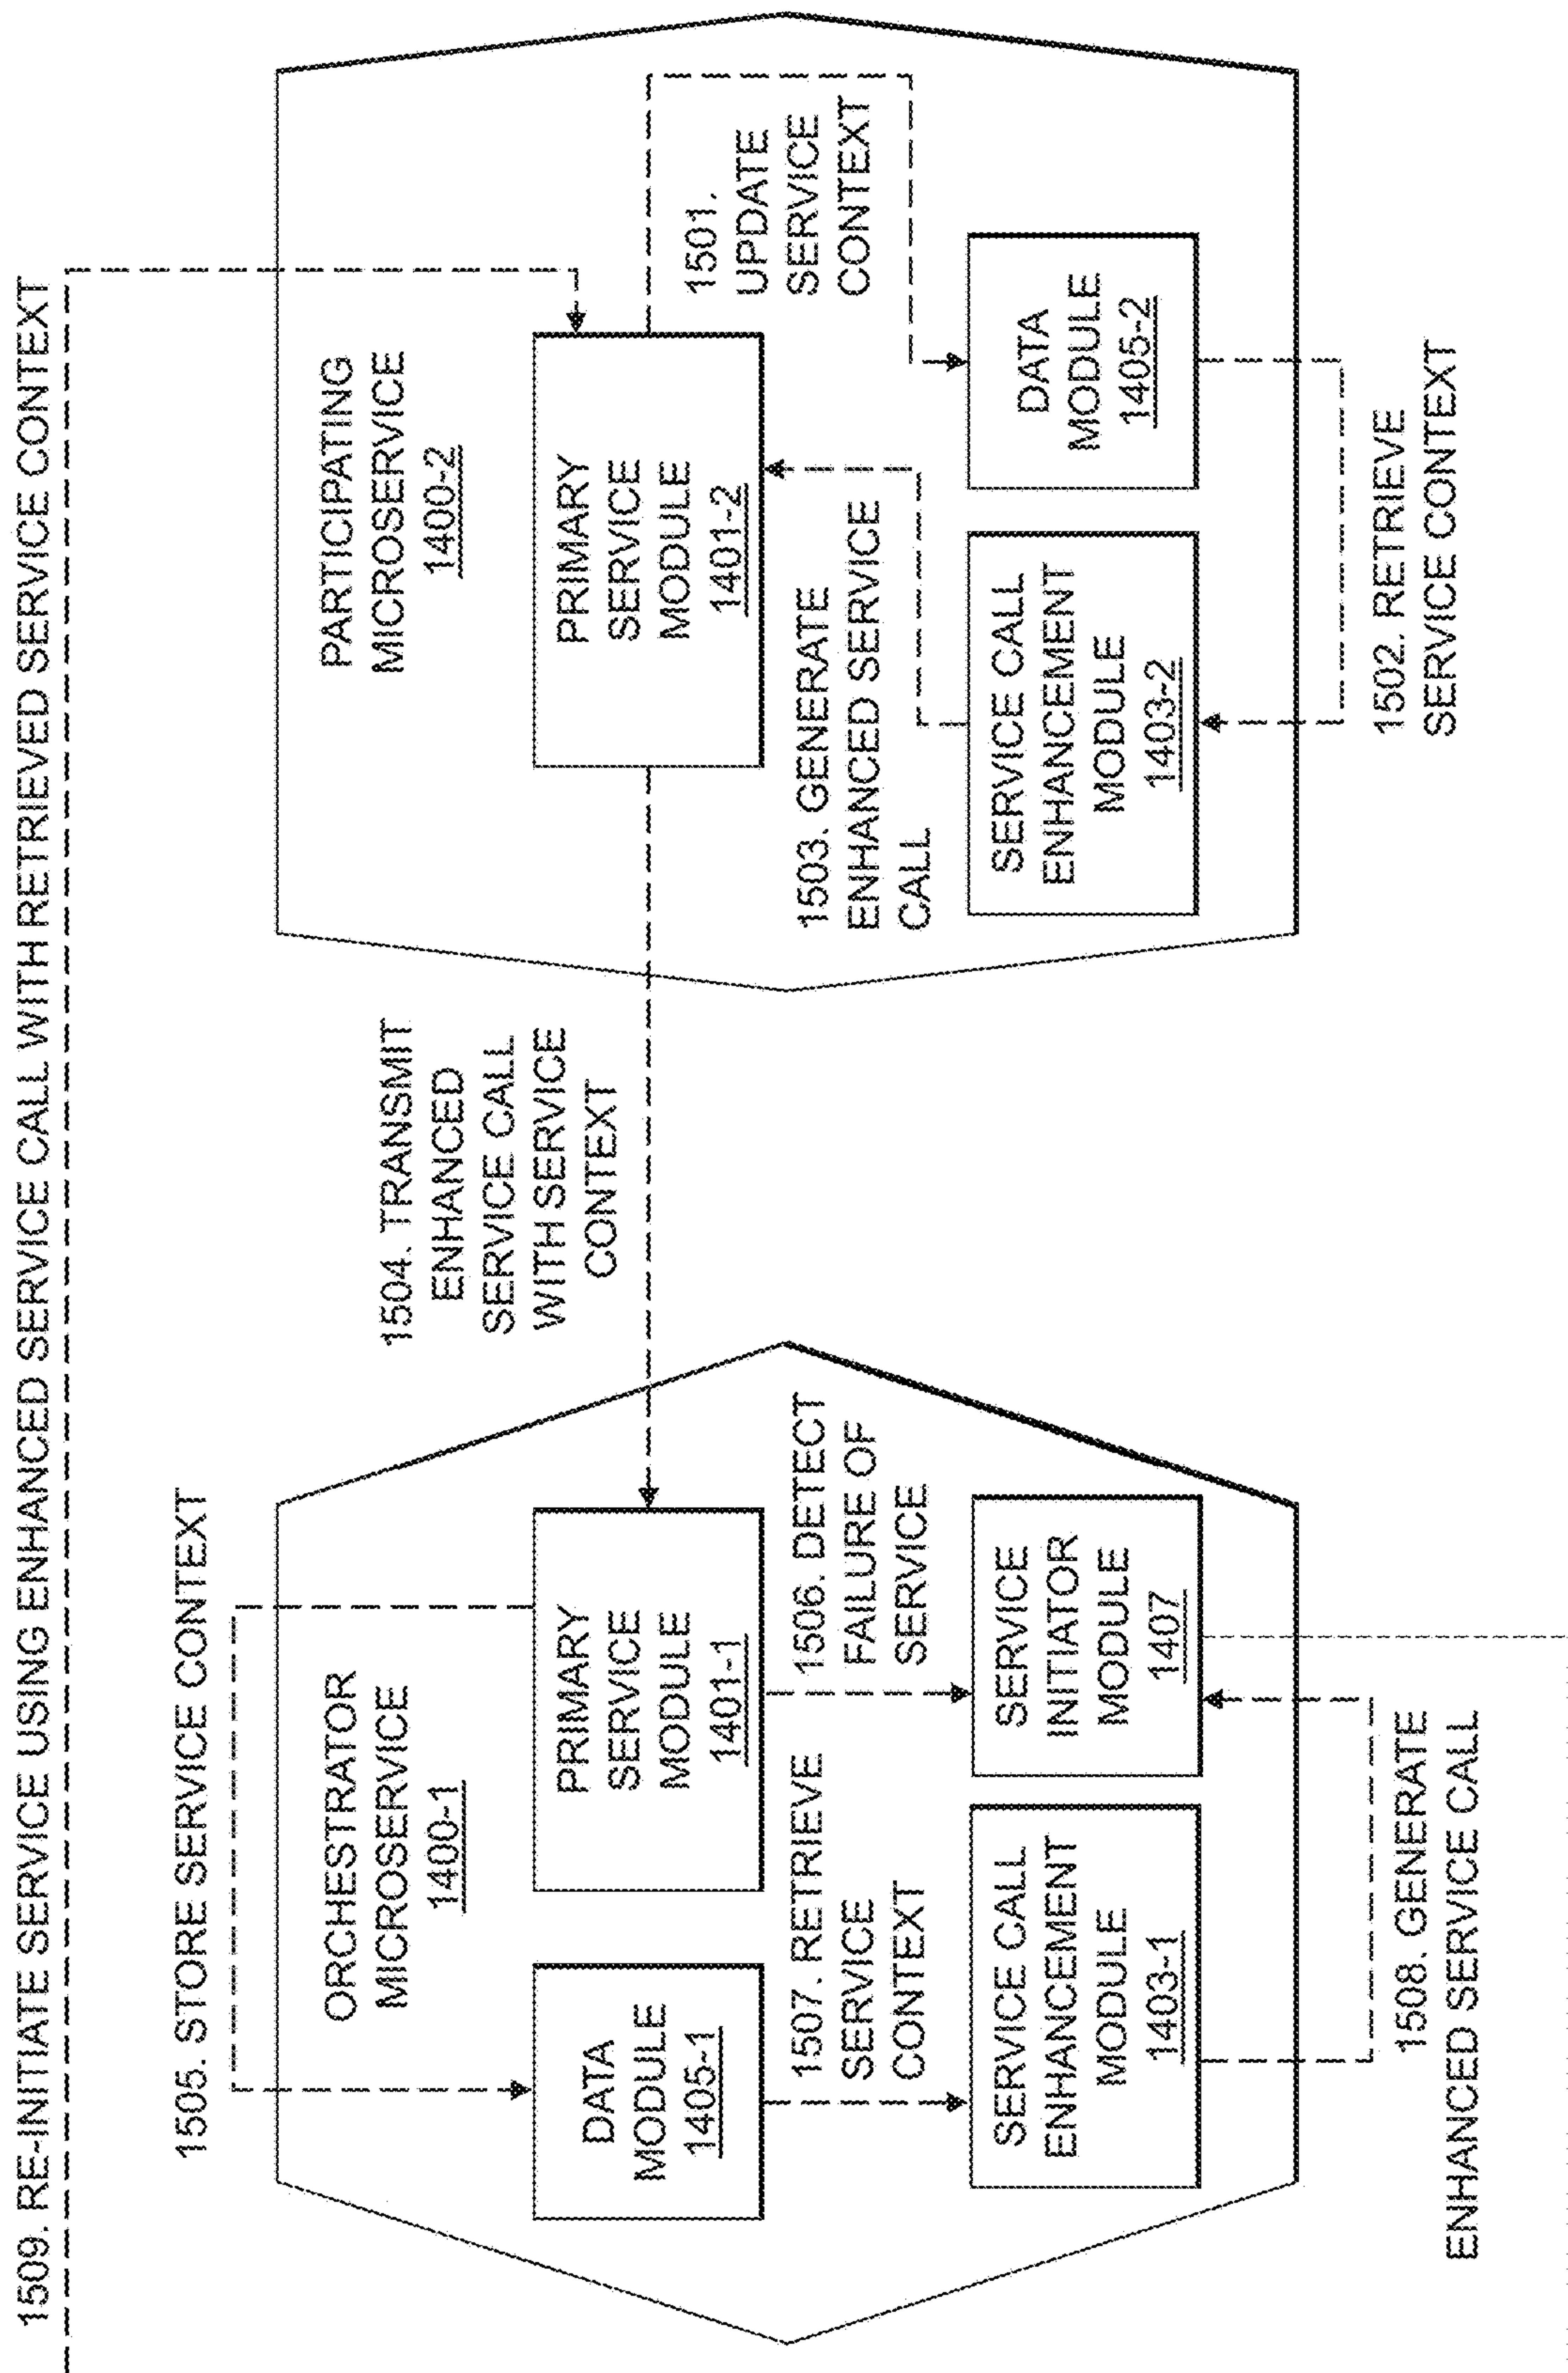 1509. RE-INITIATE SERVICE USING ENHANCED SERVICE CALL WITH RETRIEVED SERVICE CONTEXT
1505. STORE SERVICE CONTEXT
ORCHESTRATOR
MICROSERVICE
1400-1
DATA
MODULE
1405-1
PRIMARY
SERVICE
MODULE
1401-1
1507. RETRIEVE
SERVICE
CONTEXT
1506. DETECT
FAILURE OF
SERVICE
SERVICE CALL
ENHANCEMENT
MODULE
1403-1
SERVICE
INITIATOR
MODULE
1407
1508. GENERATE
ENHANCED SERVICE CALL
1504. TRANSMIT
ENHANCED
SERVICE CALL
WITH SERVICE
CONTEXT
PARTICIPATING
MICROSERVICE
1400-2
PRIMARY
SERVICE
MODULE
1401-2
1501.
UPDATE
SERVICE
CONTEXT
1503. GENERATE
ENHANCED SERVICE
CALL
SERVICE CALL
ENHANCEMENT
MODULE
1403-2
DATA
MODULE
1405-2
1502. RETRIEVE
SERVICE CONTEXT